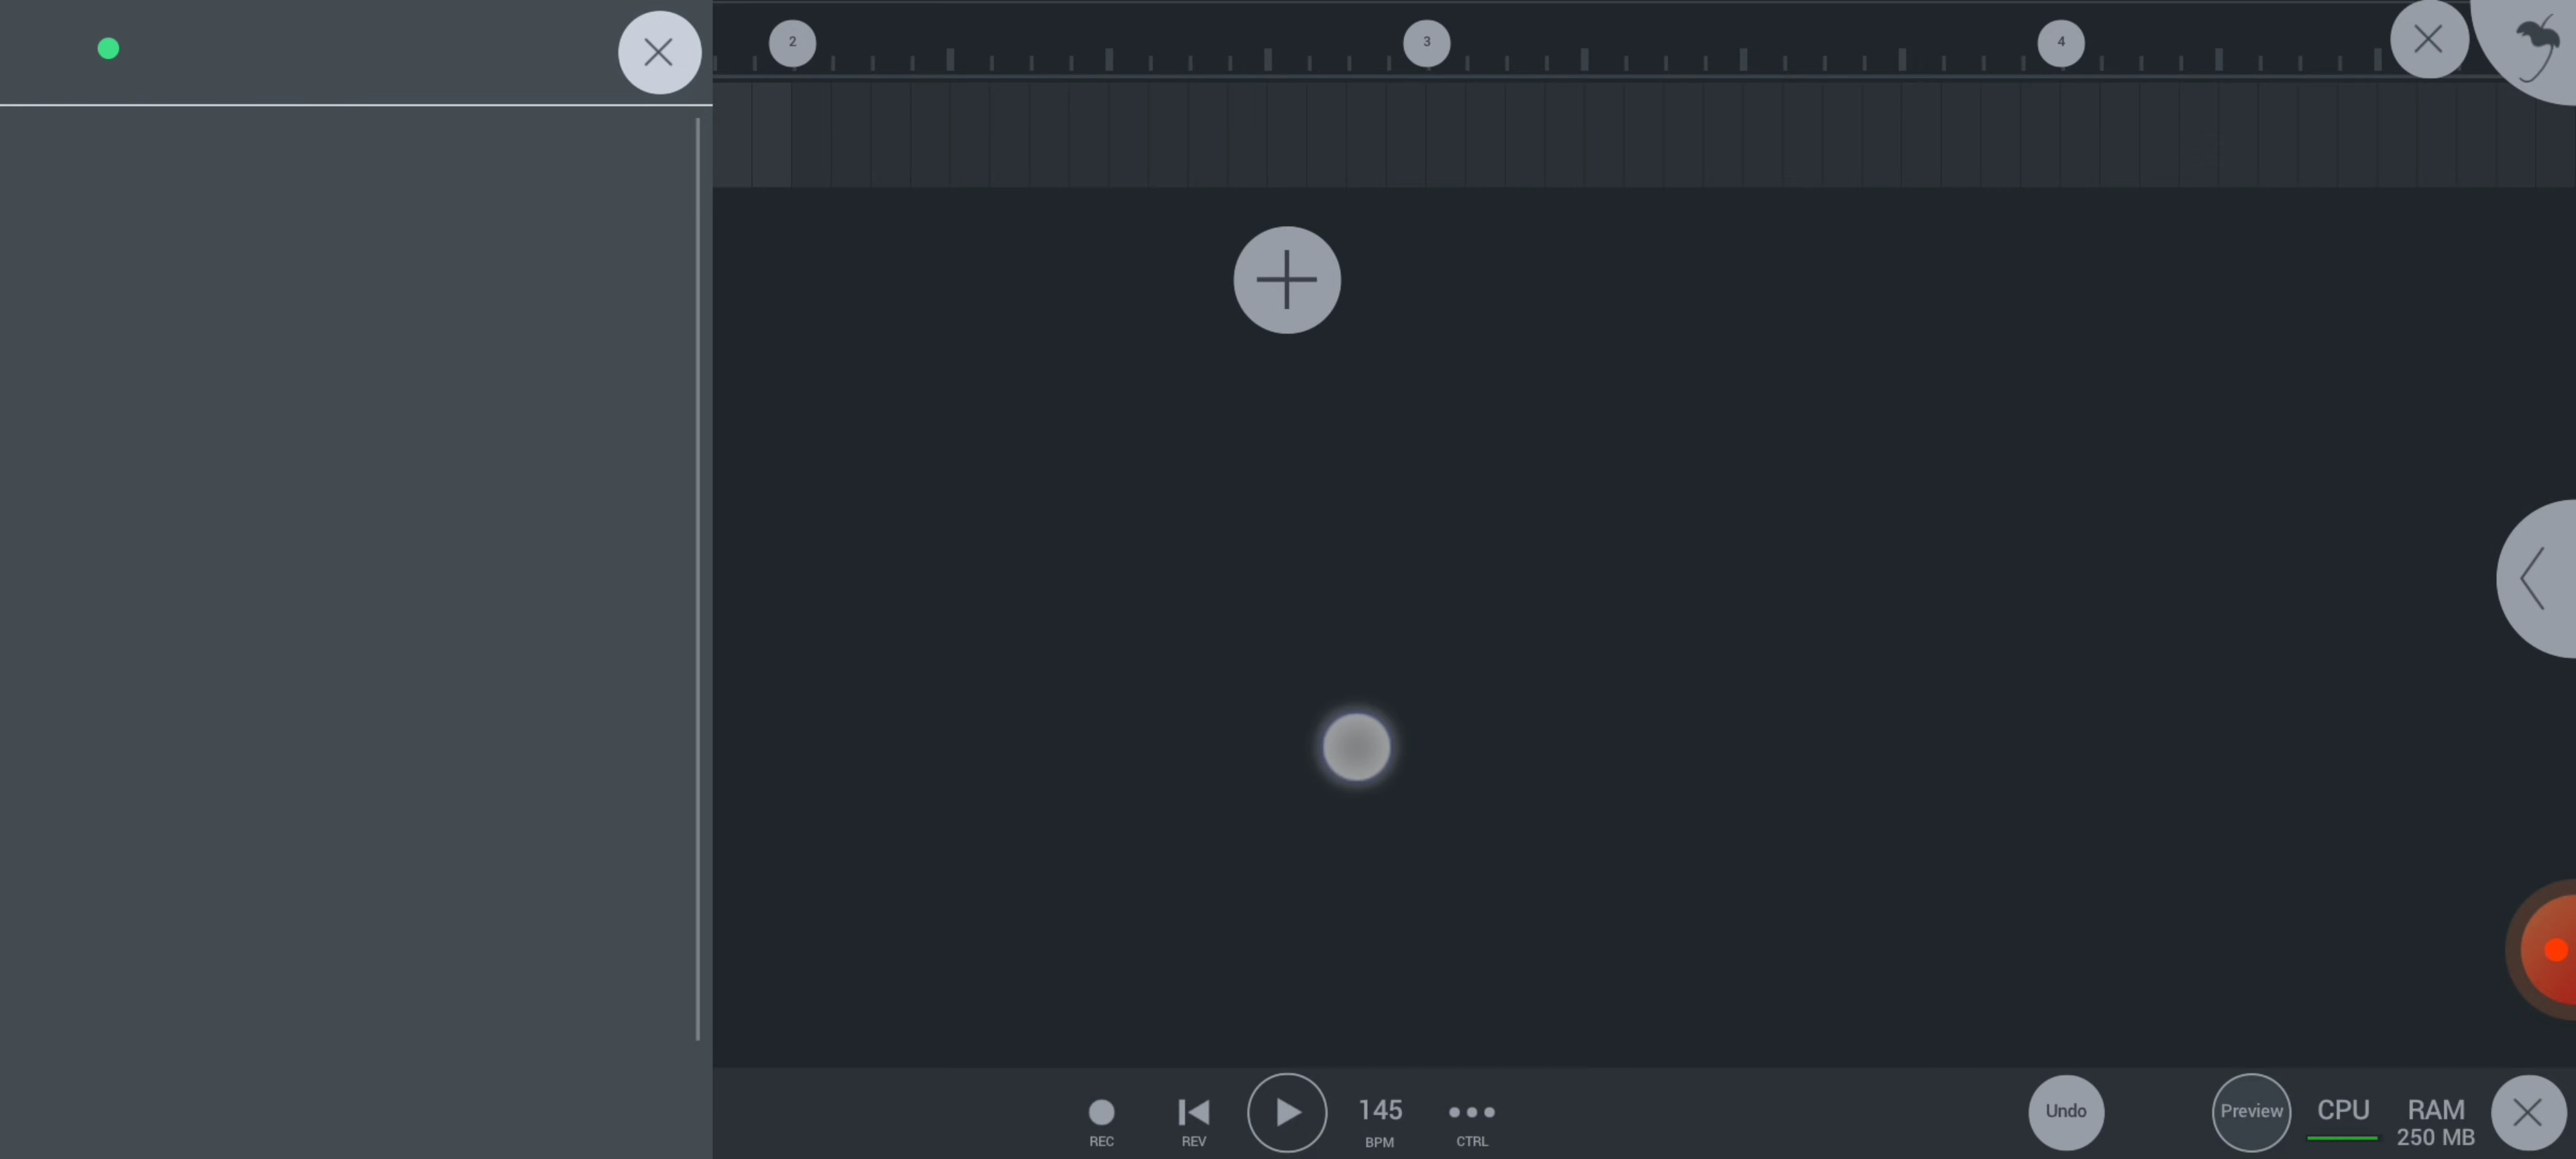 2
3
4
145
REC
REV
BPM
CTRL
Undo
Preview
CPU
RAM
250 MB